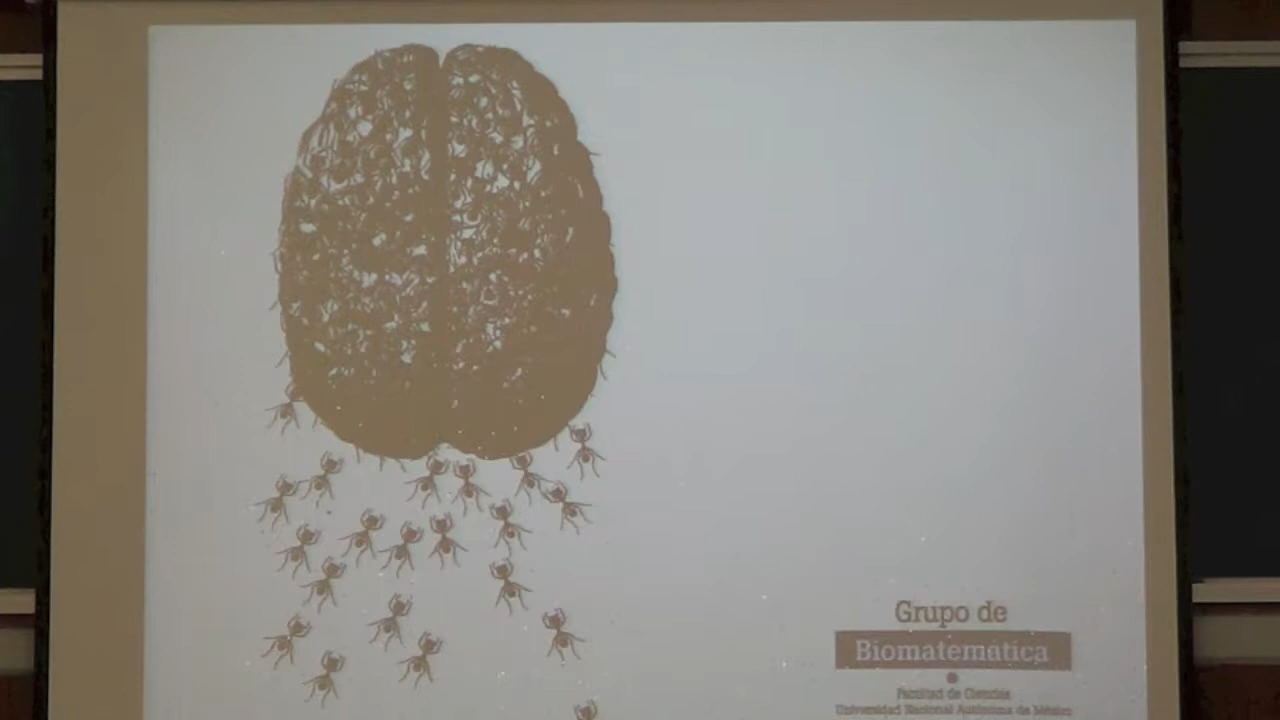 Grupo de
Biomatemática
Facultad de Ciencias
Universidad Nacional Autónoma de México